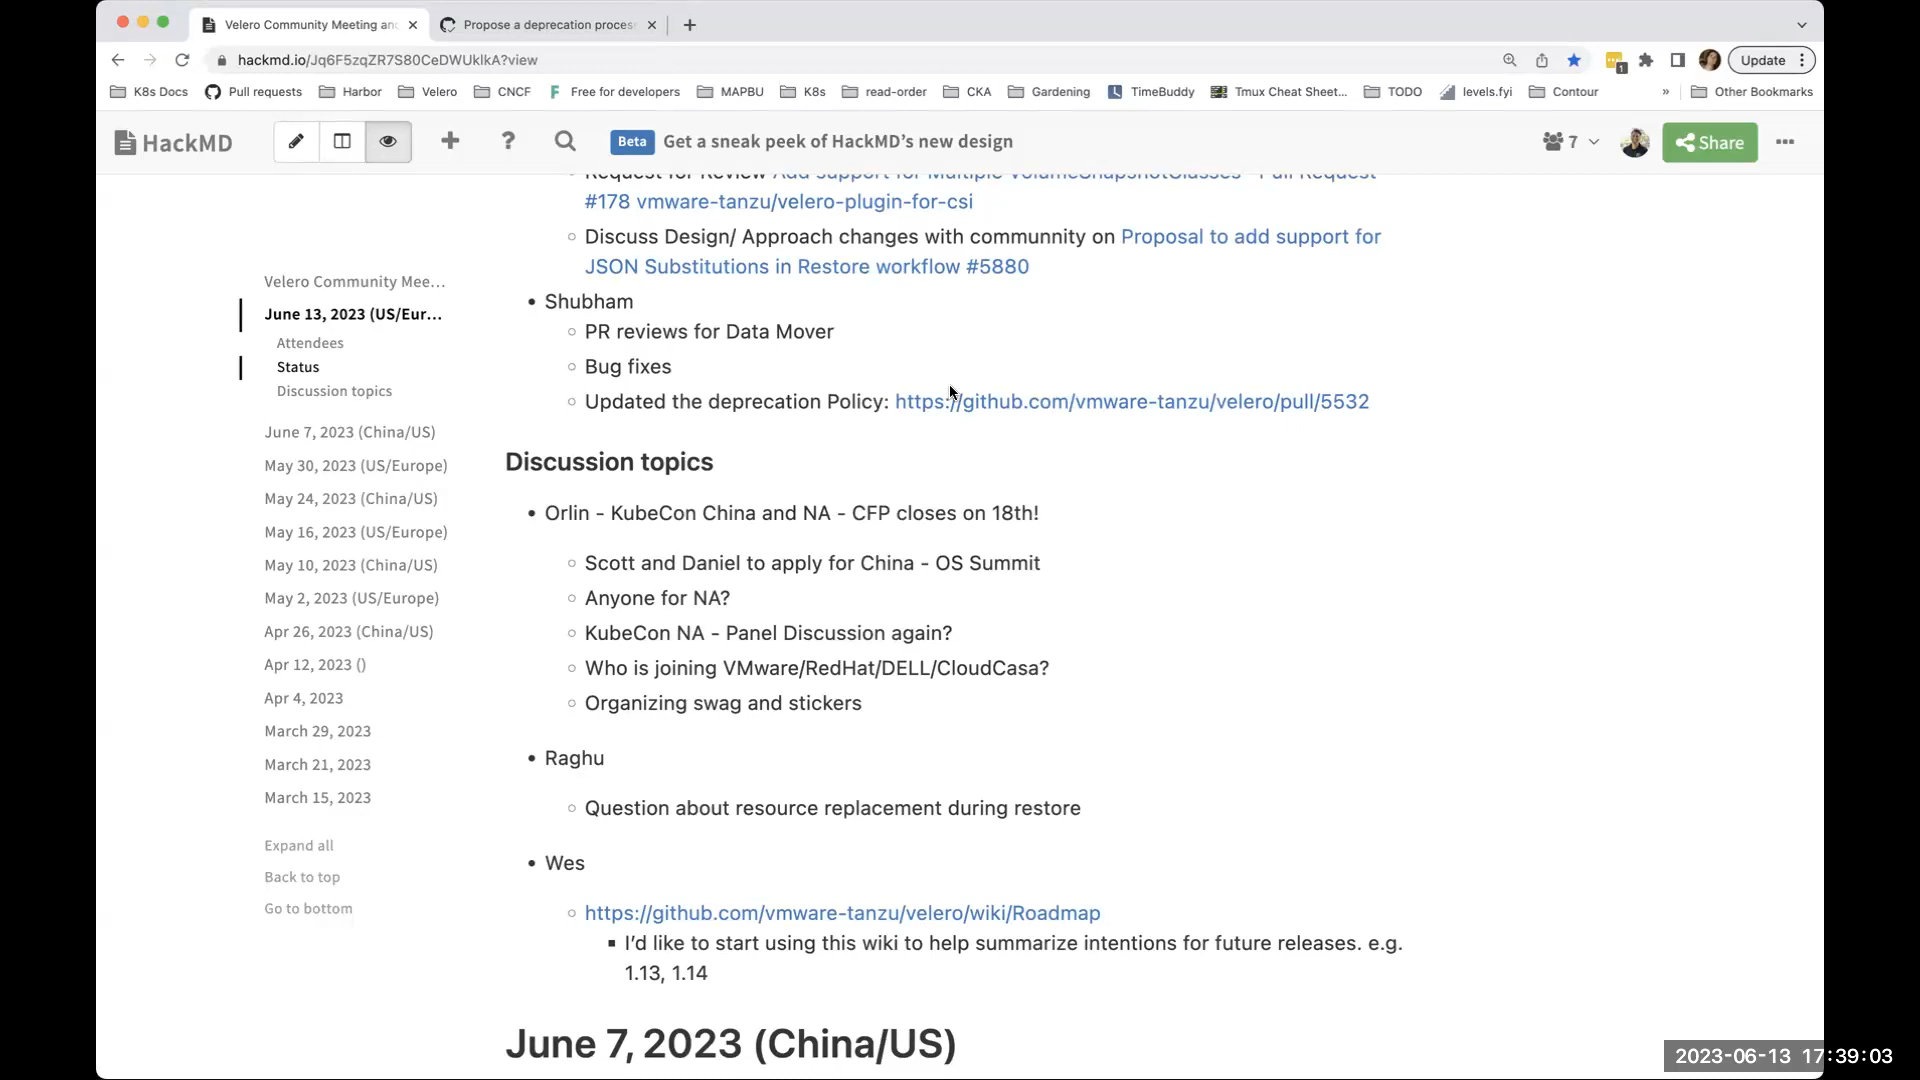 Velero Community Meeting an
Propose a deprecation proces
hackmd.io/Jq6F5zqZR7S80CeDWUklkA?view
1
Update
K8s Docs
Pull requests
Harbor
Velero
CNCF
Free for developers
MAPBU
K8s
read-order
CKA
Gardening
TimeBuddy
Tmux Cheat Sheet...
TODO
levels.fyi
Contour
»
Other Bookmarks
HackMD
Beta
Get a sneak peek of HackMD's new design
7
Share
Request for Review Add support for Multiple VolumeSnapshotClasses - Pull Request
#178 vmware-tanzu/velero-plugin-for-csi
Discuss Design/ Approach changes with communnity on Proposal to add support for
JSON Substitutions in Restore workflow #5880
Shubham
PR reviews for Data Mover
Bug fixes
Updated the deprecation Policy: https://github.com/vmware-tanzu/velero/pull/5532
Discussion topics
Orlin - KubeCon China and NA - CFP closes on 18th!
Scott and Daniel to apply for China - OS Summit
Anyone for NA?
KubeCon NA - Panel Discussion again?
Who is joining VMware/RedHat/DELL/CloudCasa?
Organizing swag and stickers
Raghu
Question about resource replacement during restore
Wes
https://github.com/vmware-tanzu/velero/wiki/Roadmap
I'd like to start using this wiki to help summarize intentions for future releases. e.g.
1.13, 1.14
June 7, 2023 (China/US)
Velero Community Mee...
June 13, 2023 (US/Eur...
Attendees
Status
Discussion topics
June 7, 2023 (China/US)
May 30, 2023 (US/Europe)
May 24, 2023 (China/US)
May 16, 2023 (US/Europe)
May 10, 2023 (China/US)
May 2, 2023 (US/Europe)
Apr 26, 2023 (China/US)
Apr 12, 2023 ()
Apr 4, 2023
March 29, 2023
March 21, 2023
March 15, 2023
Expand all
Back to top
Go to bottom
2023-06-13 17:39:03